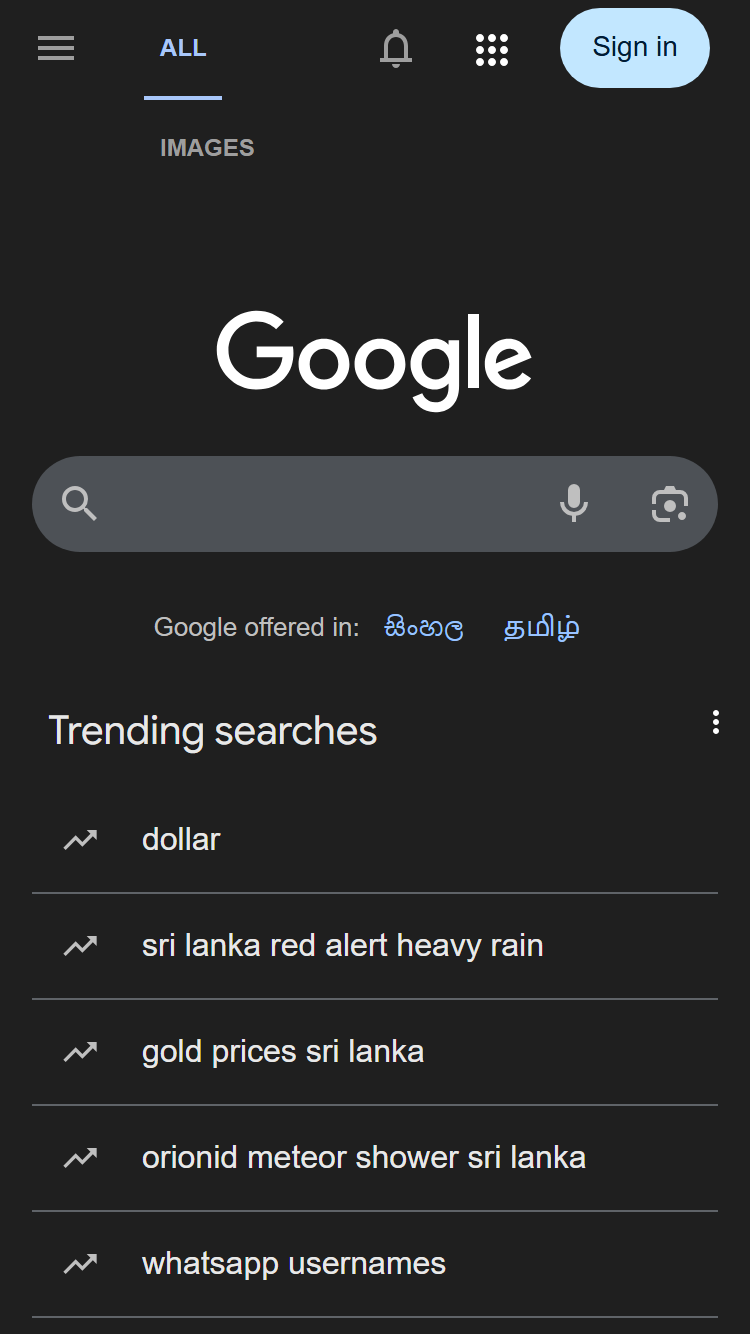 ALL
Sign in
IMAGES
Google
Google offered in: සිංහල தமிழ்
Trending searches
dollar
sri lanka red alert heavy rain
gold prices sri lanka
orionid meteor shower sri lanka
whatsapp usernames